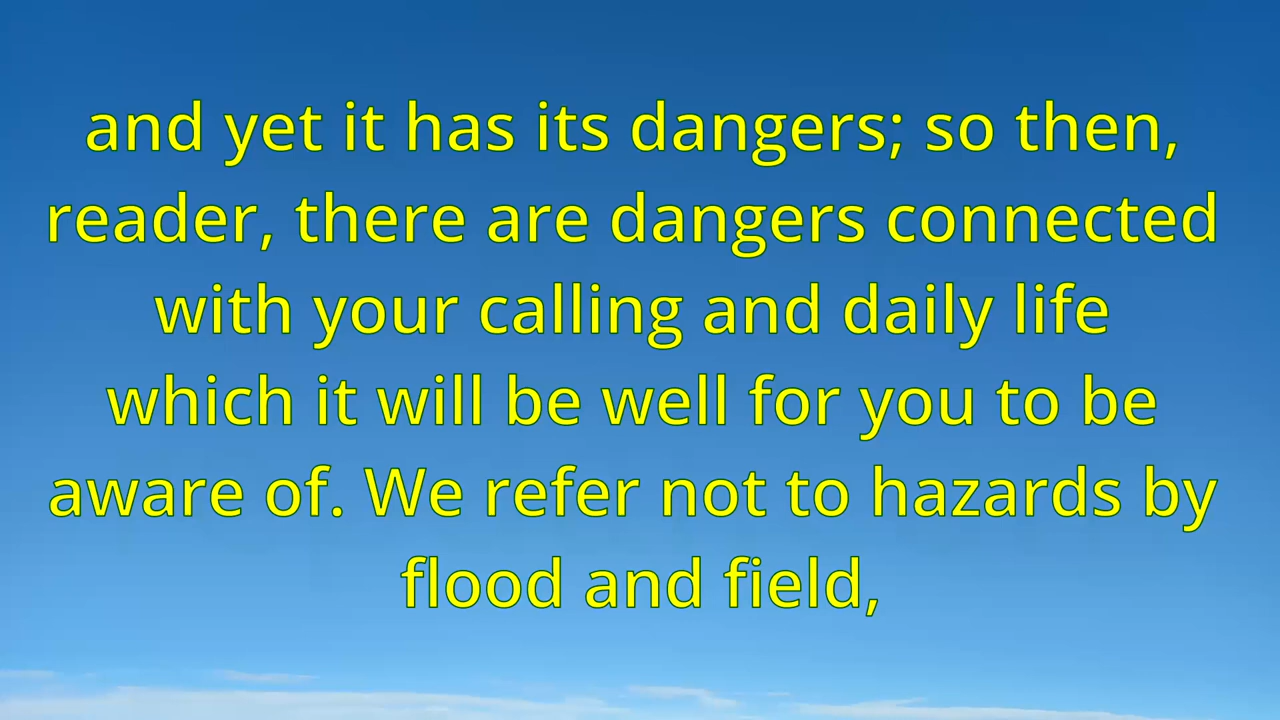 and yet it has its dangers; so then,
reader, there are dangers connected
with your calling and daily life
which it will be well for you to be
aware of. We refer not to hazards by
flood and field,